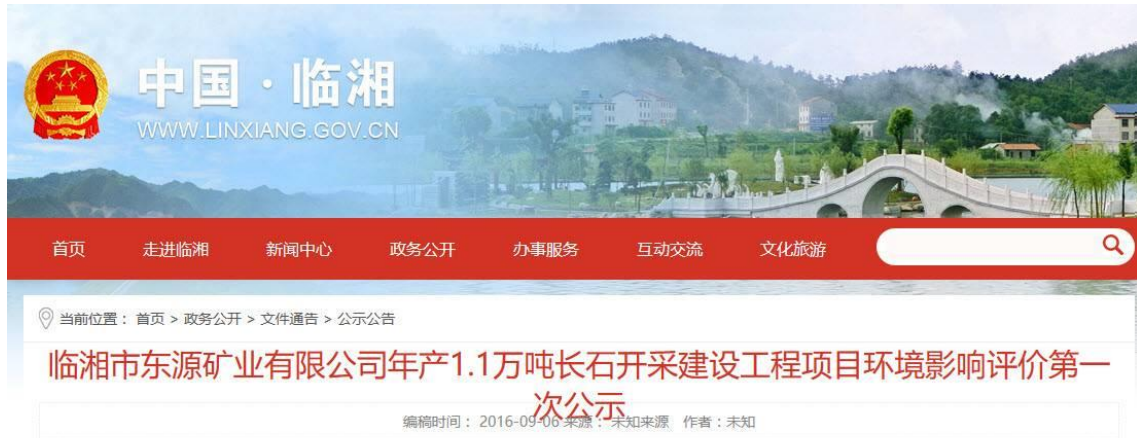 中国·临湘
WWW.LINXIANG.GOV.CN
首页 走进临湘 新闻中心 政务公开 办事服务 互动交流 文化旅游
当前位置： 首页 > 政务公开 > 文件通告 > 公示公告
临湘市东源矿业有限公司年产1.1万吨长石开采建设工程项目环境影响评价第一
次公示
编稿时间： 2016-09-06 来源： 未知来源 作者：未知